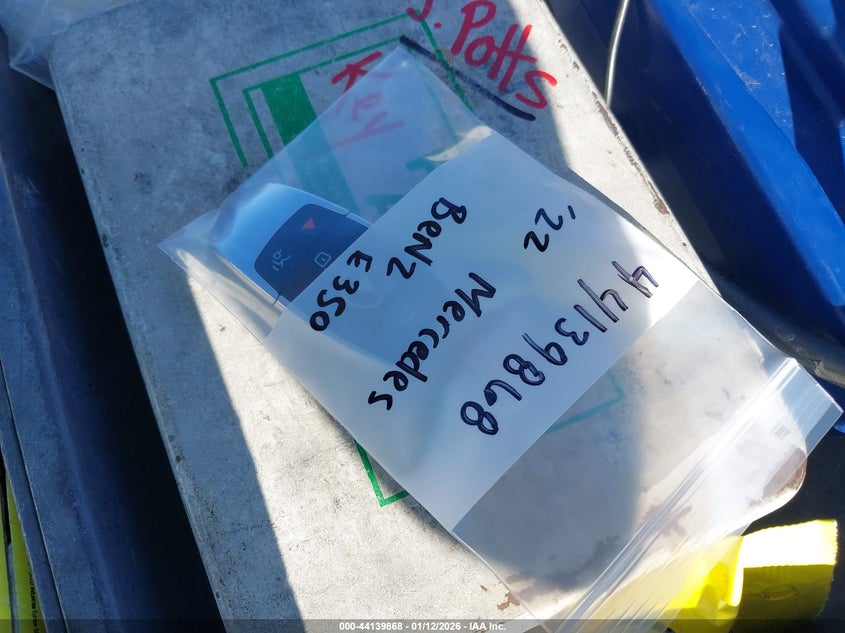 J. Potts
Key
44139868
'22 Mercedes
Benz
E350
000-44139868 - 01/12/2026 - IAA Inc.